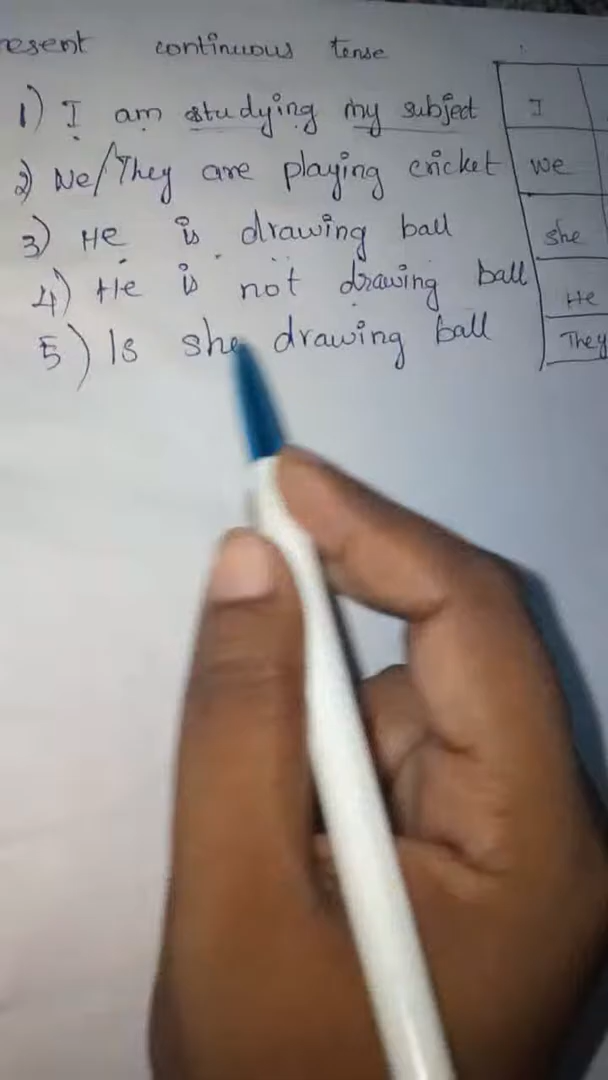 resent continuous tense
1) I am studying my subject
2) We/They are playing cricket
3) He is drawing ball
4) He is not drawing ball
5) Is she drawing ball
I
we
she
He
They